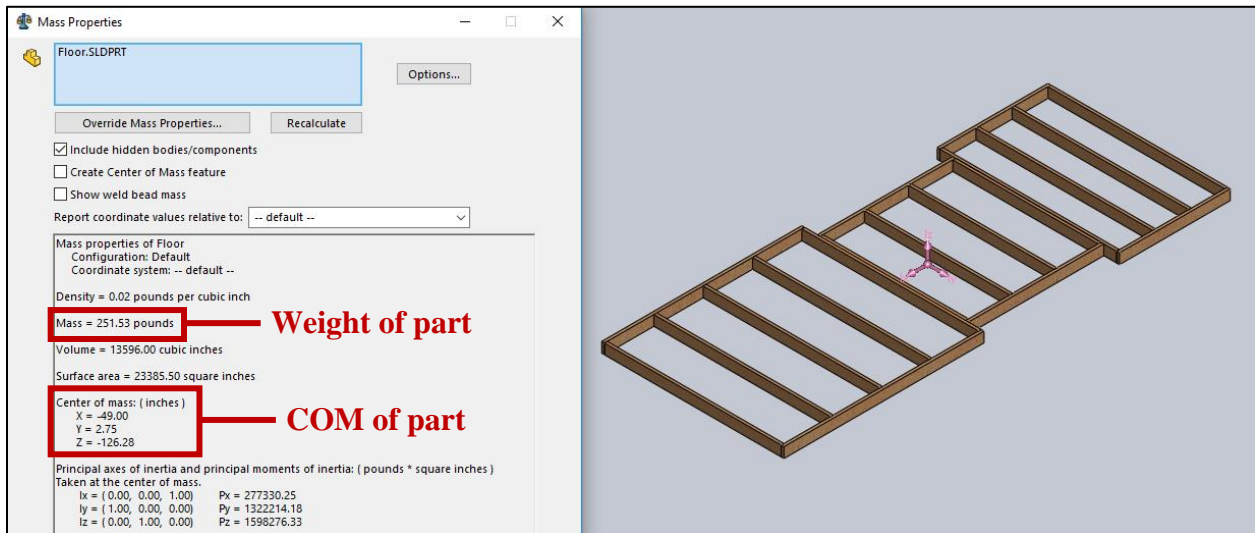 Mass Properties
Floor.SLDPRT
Options...
Override Mass Properties...
Recalculate
Include hidden bodies/components
Create Center of Mass feature
Show weld bead mass
Report coordinate values relative to: -- default --
Mass properties of Floor
Configuration: Default
Coordinate system: -- default --
Density = 0.02 pounds per cubic inch
Mass = 251.53 pounds
Weight of part
Volume = 13596.00 cubic inches
Surface area = 23385.50 square inches
Center of mass: ( inches )
X = -49.00
Y = 2.75
Z = -126.28
COM of part
Principal axes of inertia and principal moments of inertia: ( pounds * square inches )
Taken at the center of mass.
Ix = ( 0.00, 0.00, 1.00) Px = 277330.25
Iy = ( 1.00, 0.00, 0.00) Py = 1322214.18
Iz = ( 0.00, 1.00, 0.00) Pz = 1598276.33